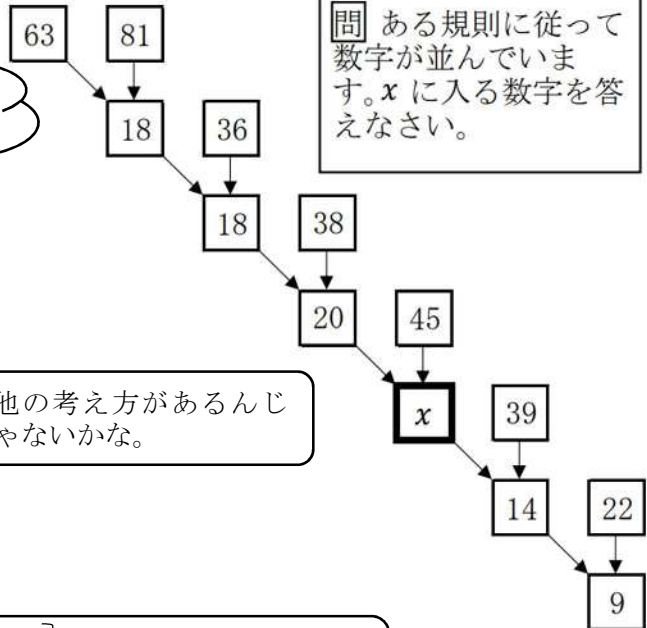 63 81
問 ある規則に従って
数字が並んでいま
す。x に入る数字を答
えなさい。
18 36
18 38
20 45
他の考え方があるんじ
ゃないかな。
x 39
14 22
9